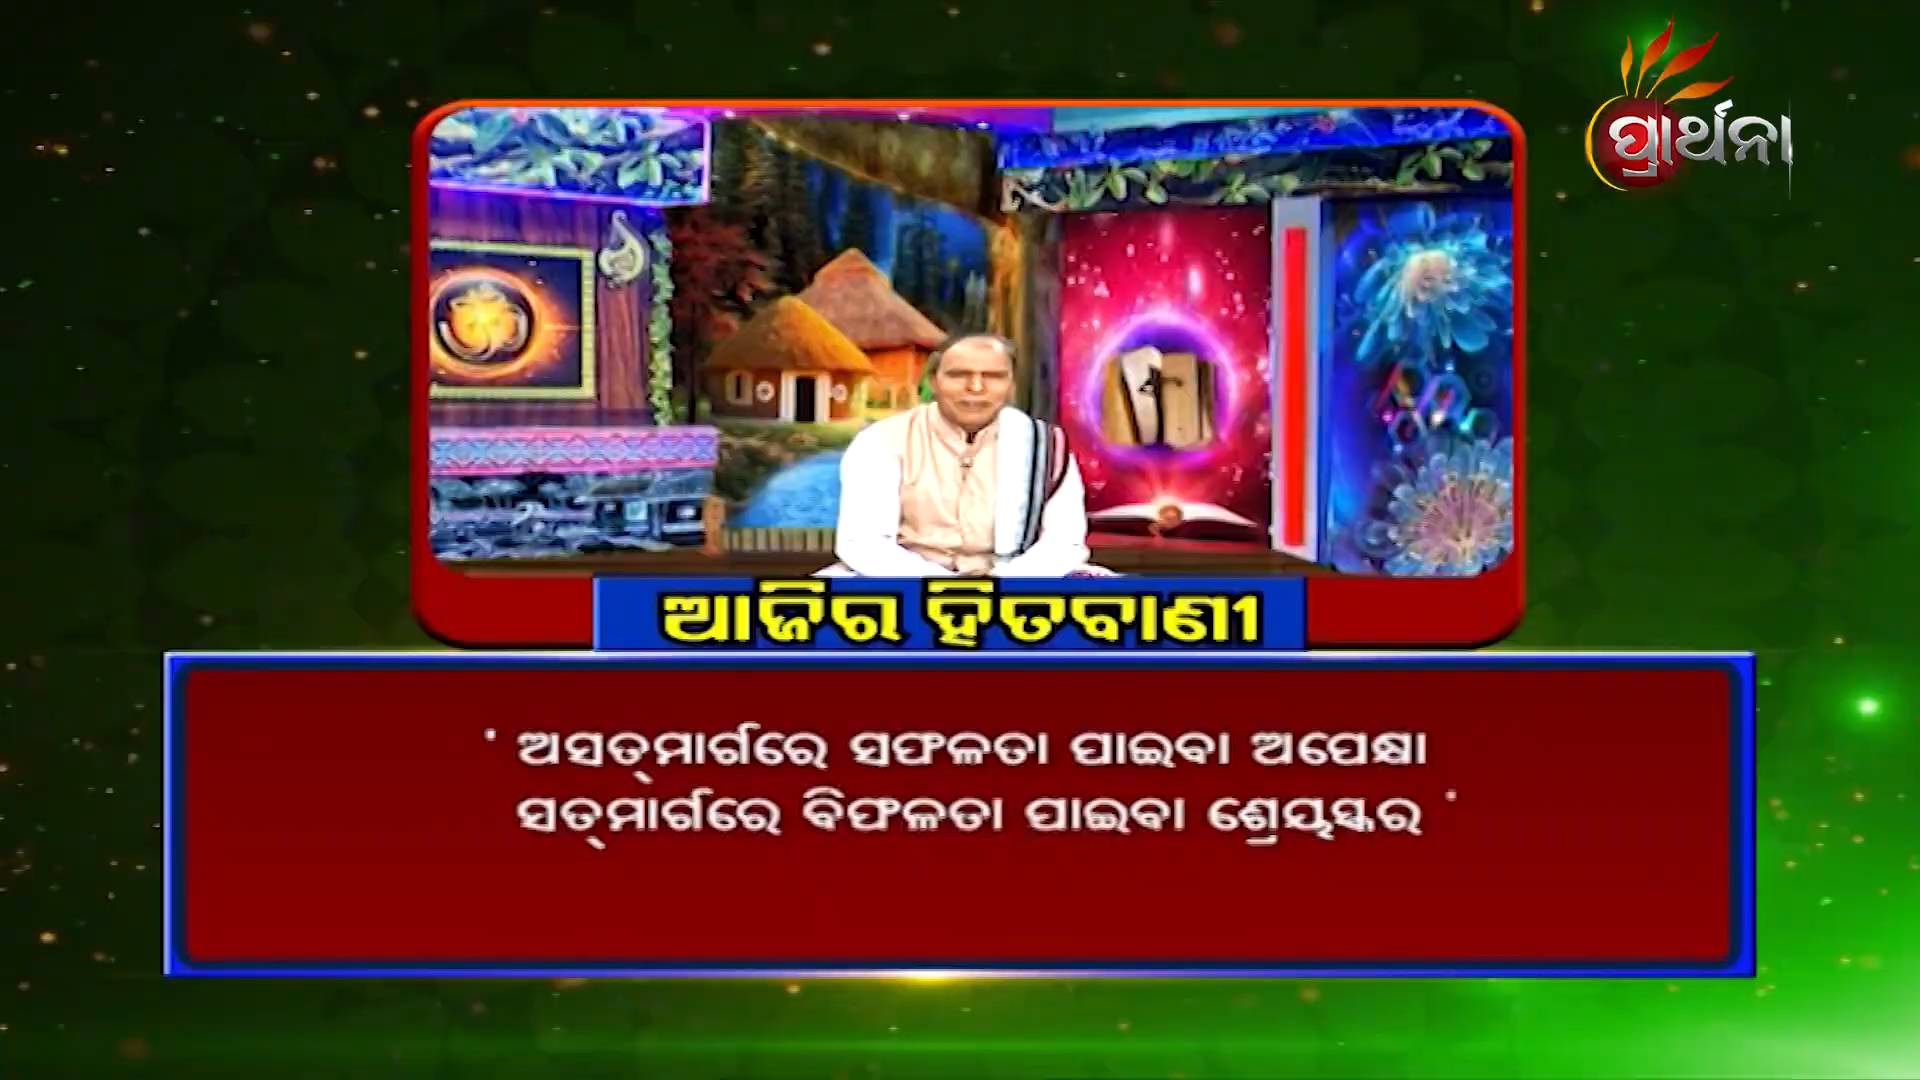 ପ୍ରାର୍ଥନା
ଆଜିର ହିତବାଣୀ
' ଅସତ୍‌ମାର୍ଗରେ ସଫଳତା ପାଇବା ଅପେକ୍ଷା
ସତ୍‌ମାର୍ଗରେ ବିଫଳତା ପାଇବା ଶ୍ରେୟସ୍କର '